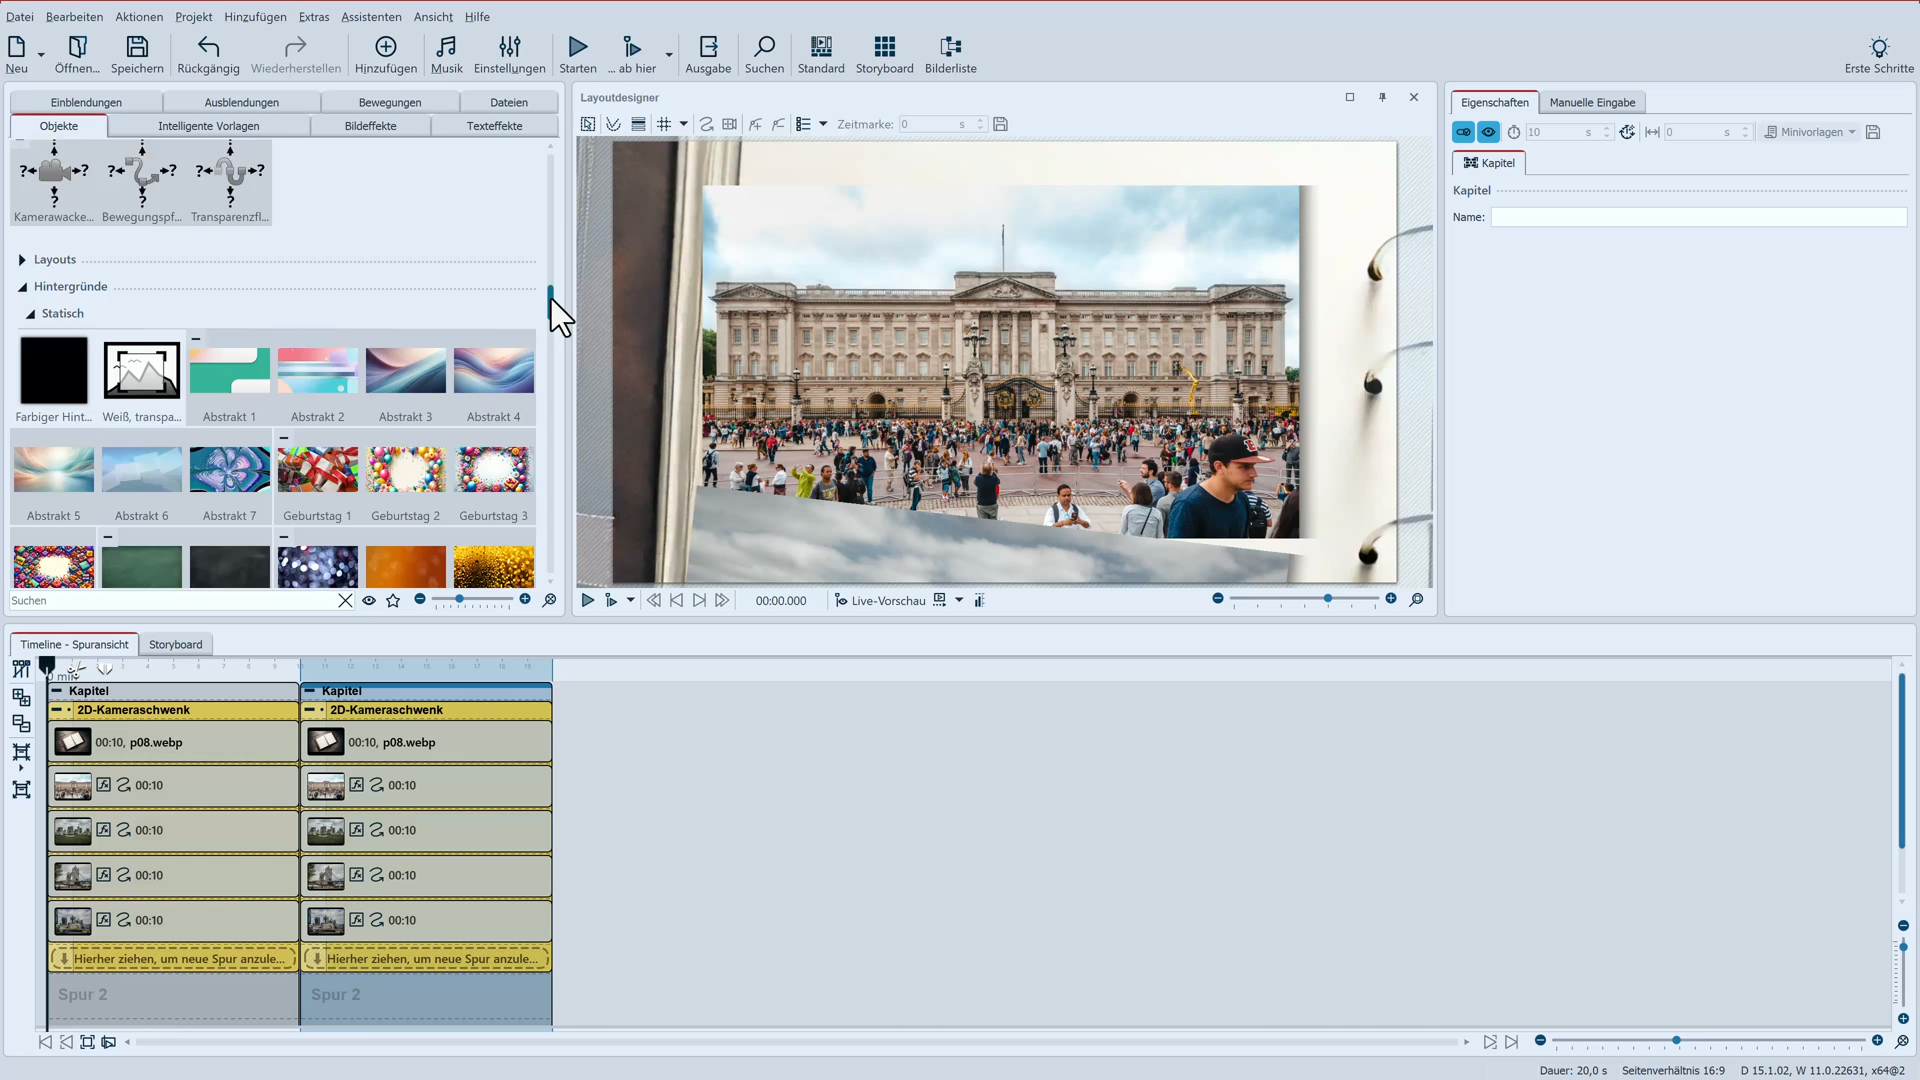 Datei Bearbeiten Aktionen Projekt Hinzufügen Extras Assistenten Ansicht Hilfe
Neu Öffnen... Speichern Rückgängig Wiederherstellen Hinzufügen Musik Einstellungen Starten ... ab hier Ausgabe Suchen Standard Storyboard Bilderliste Erste Schritte
Einblendungen Ausblendungen Bewegungen Dateien
Objekte Intelligente Vorlagen Bildeffekte Texteffekte
Kamerawacke... Bewegungspf... Transparenzfl...
Layouts
Hintergründe
Statisch
Farbiger Hint... Weiß, transpa... Abstrakt 1 Abstrakt 2 Abstrakt 3 Abstrakt 4
Abstrakt 5 Abstrakt 6 Abstrakt 7 Geburtstag 1 Geburtstag 2 Geburtstag 3
Suchen
Layoutdesigner
Zeitmarke: 0 s
00:00.000 Live-Vorschau
Eigenschaften Manuelle Eingabe
10 s 0 s Minivorlagen
Kapitel
Kapitel
Name:
Timeline - Spuransicht Storyboard
0 min
Kapitel Kapitel
2D-Kameraschwenk 2D-Kameraschwenk
00:10, p08.webp 00:10, p08.webp
00:10 00:10
00:10 00:10
00:10 00:10
00:10 00:10
Hierher ziehen, um neue Spur anzule... Hierher ziehen, um neue Spur anzule...
Spur 2 Spur 2
Dauer: 20,0 s Seitenverhältnis 16:9 D 15.1.02, W 11.0.22631, x64@2